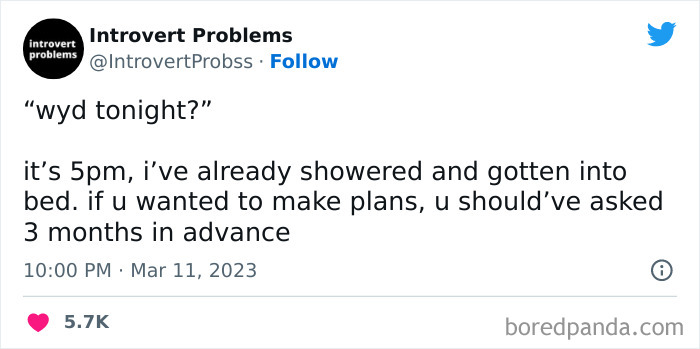 introvert
problems
Introvert Problems
@IntrovertProbss · Follow
“wyd tonight?”
it’s 5pm, i’ve already showered and gotten into
bed. if u wanted to make plans, u should’ve asked
3 months in advance
10:00 PM · Mar 11, 2023
5.7K
boredpanda.com